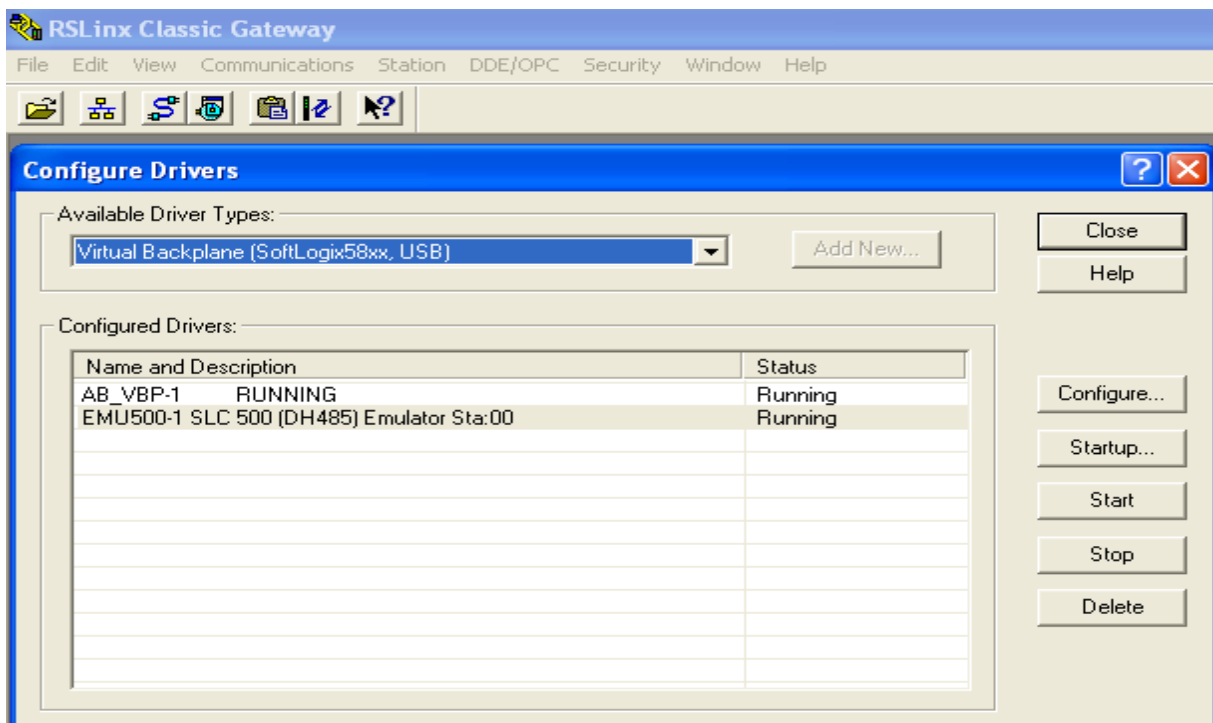 RSLinx Classic Gateway
File Edit View Communications Station DDE/OPC Security Window Help
Configure Drivers
Available Driver Types:
Virtual Backplane (SoftLogix58xx, USB)
Add New...
Close
Help
Configured Drivers:
Name and Description Status
AB_VBP-1 RUNNING Running
EMU500-1 SLC 500 (DH485) Emulator Sta:00 Running
Configure...
Startup...
Start
Stop
Delete